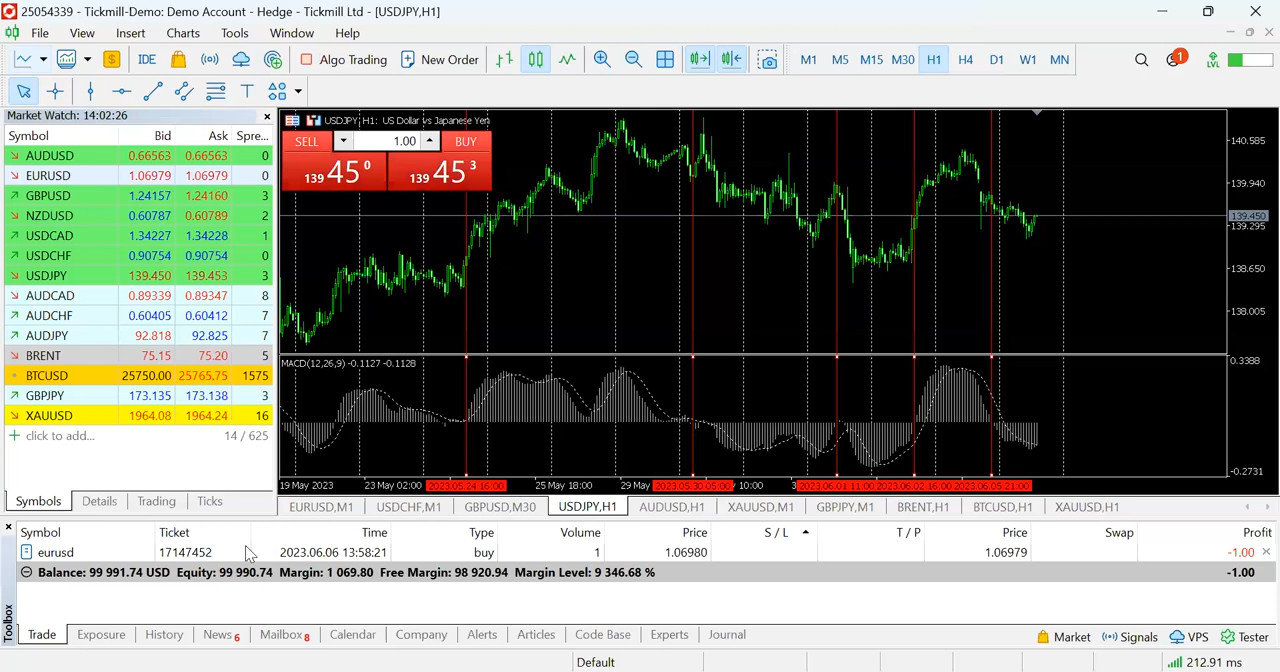 25054339 - Tickmill-Demo: Demo Account - Hedge - Tickmill Ltd - [USDJPY,H1]
File View Insert Charts Tools Window Help
IDE Algo Trading New Order M1 M5 M15 M30 H1 H4 D1 W1 MN 1 LVL
Market Watch: 14:02:26
Symbol Bid Ask Spre...
AUDUSD 0.66563 0.66563 0
EURUSD 1.06979 1.06979 0
GBPUSD 1.24157 1.24160 3
NZDUSD 0.60787 0.60789 2
USDCAD 1.34227 1.34228 1
USDCHF 0.90754 0.90754 0
USDJPY 139.450 139.453 3
AUDCAD 0.89339 0.89347 8
AUDCHF 0.60405 0.60412 7
AUDJPY 92.818 92.825 7
BRENT 75.15 75.20 5
BTCUSD 25750.00 25765.75 1575
GBPJPY 173.135 173.138 3
XAUUSD 1964.08 1964.24 16
click to add... 14 / 625
Symbols Details Trading Ticks
USDJPY, H1: US Dollar vs Japanese Yen
SELL 1.00 BUY
139 45 0 139 45 3
140.585
139.940
139.450
139.295
138.650
138.005
MACD(12,26,9) -0.1127 -0.1128
0.3388
-0.2731
19 May 2023 23 May 02:00 2023.05.24 16:00 25 May 18:00 29 May 2023.05.30 05:00 10:00 3 2023.06.01 11:00 2023.06.02 16:00 2023.06.05 21:00
EURUSD,M1 USDCHF,M1 GBPUSD,M30 USDJPY,H1 AUDUSD,H1 XAUUSD,M1 GBPJPY,M1 BRENT,H1 BTCUSD,H1 XAUUSD,H1
Symbol Ticket Time Type Volume Price S / L T / P Price Swap Profit
eurusd 17147452 2023.06.06 13:58:21 buy 1 1.06980 1.06979 -1.00
Balance: 99 991.74 USD Equity: 99 990.74 Margin: 1 069.80 Free Margin: 98 920.94 Margin Level: 9 346.68 % -1.00
Toolbox
Trade Exposure History News 6 Mailbox 8 Calendar Company Alerts Articles Code Base Experts Journal Market Signals VPS Tester
Default 212.91 ms